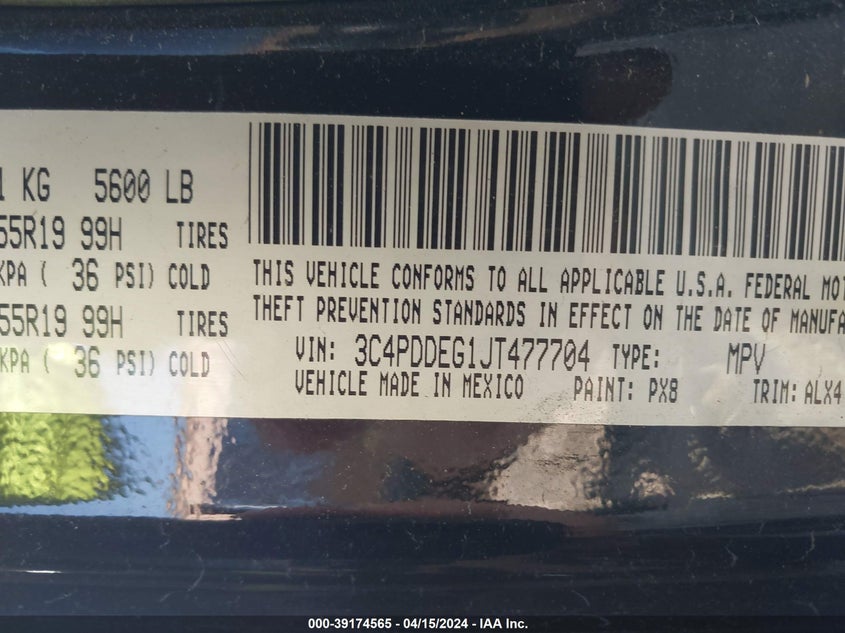 1 KG 5600 LB
55R19 99H TIRES
KPA ( 36 PSI) COLD
55R19 99H TIRES
KPA ( 36 PSI) COLD
THIS VEHICLE CONFORMS TO ALL APPLICABLE U.S.A. FEDERAL MOT
THEFT PREVENTION STANDARDS IN EFFECT ON THE DATE OF MANUFA
VIN: 3C4PDDEG1JT477704 TYPE: MPV
VEHICLE MADE IN MEXICO PAINT: PX8 TRIM: ALX4
000-39174565 - 04/15/2024 - IAA Inc.